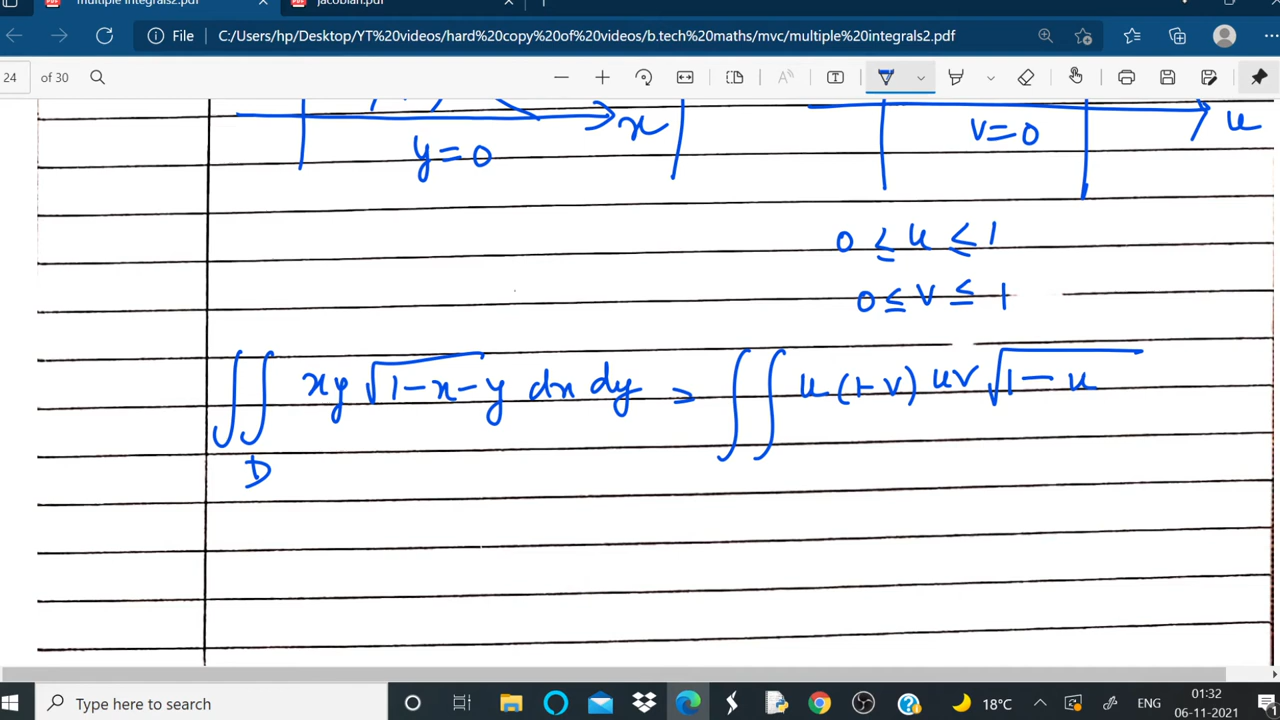 multiple integrals2.pdf
jacobian.pdf
File C:/Users/hp/Desktop/YT%20videos/hard%20copy%20of%20videos/b.tech%20maths/mvc/multiple%20integrals2.pdf
24 of 30
x
y=0
v=0
u
0 ≤ u ≤ 1
0 ≤ v ≤ 1
∬ xy √1-x-y dx dy = ∬ u(1-v) uv √1-u
D
Type here to search
18°C
ENG
01:32
06-11-2021